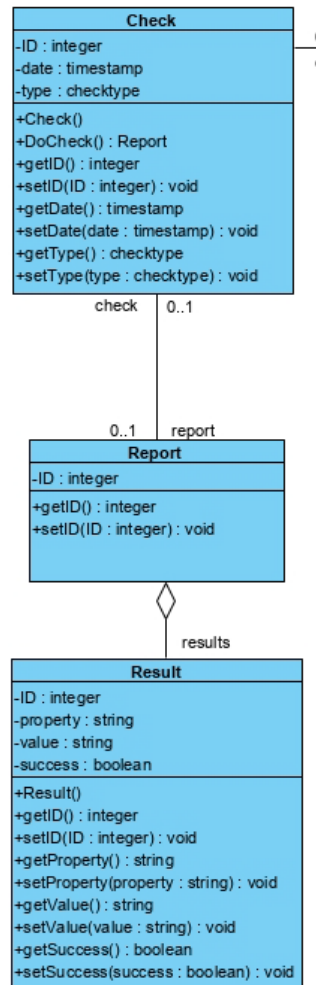 Check
-ID : integer
-date : timestamp
-type : checktype
+Check()
+DoCheck() : Report
+getID() : integer
+setID(ID : integer) : void
+getDate() : timestamp
+setDate(date : timestamp) : void
+getType() : checktype
+setType(type : checktype) : void
check 0..1
0..1 report
Report
-ID : integer
+getID() : integer
+setID(ID : integer) : void
results
Result
-ID : integer
-property : string
-value : string
-success : boolean
+Result()
+getID() : integer
+setID(ID : integer) : void
+getProperty() : string
+setProperty(property : string) : void
+getValue() : string
+setValue(value : string) : void
+getSuccess() : boolean
+setSuccess(success : boolean) : void